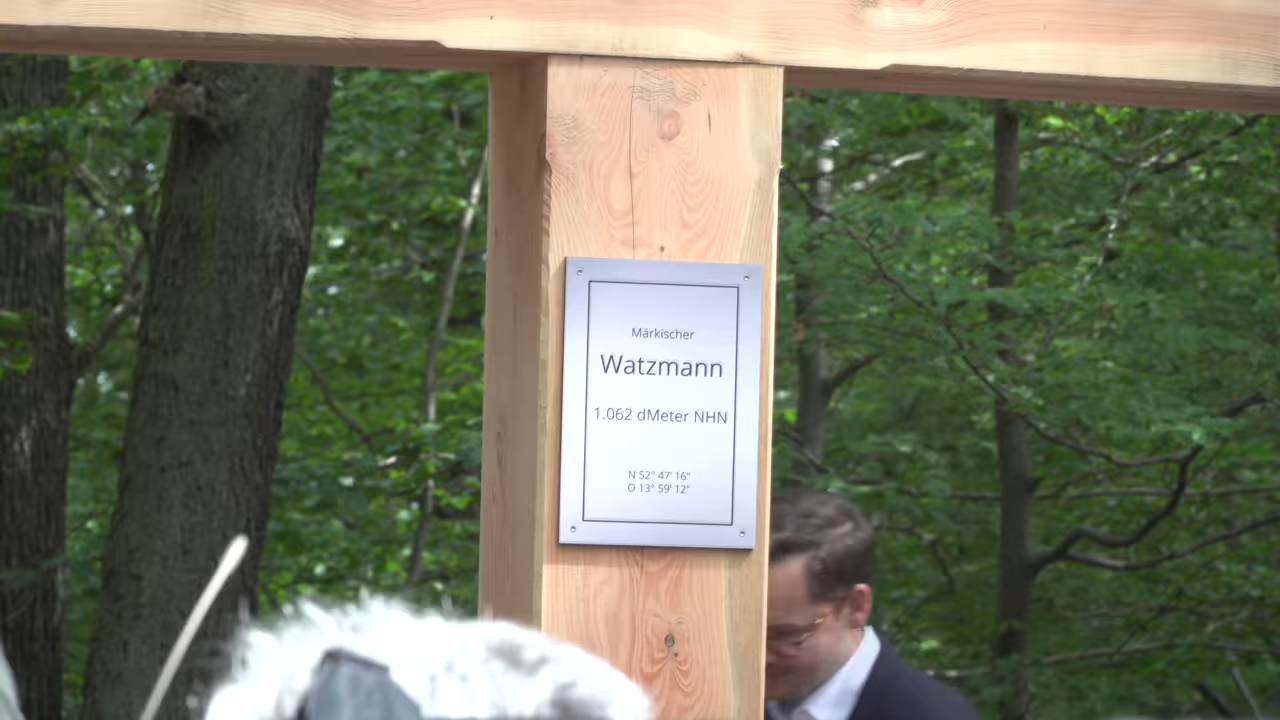 Märkischer
Watzmann
1.062 dMeter NHN
N 52° 47' 16"
O 13° 59' 12"